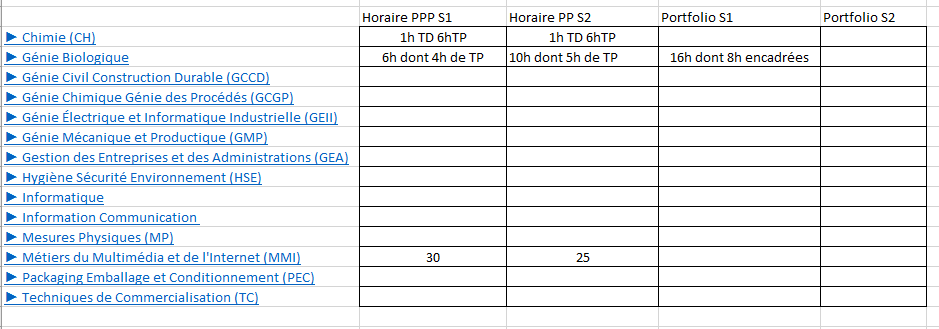 Horaire PPP S1 Horaire PP S2 Portfolio S1 Portfolio S2
► Chimie (CH) 1h TD 6hTP 1h TD 6hTP
► Génie Biologique 6h dont 4h de TP 10h dont 5h de TP 16h dont 8h encadrées
► Génie Civil Construction Durable (GCCD)
► Génie Chimique Génie des Procédés (GCGP)
► Génie Électrique et Informatique Industrielle (GEII)
► Génie Mécanique et Productique (GMP)
► Gestion des Entreprises et des Administrations (GEA)
► Hygiène Sécurité Environnement (HSE)
► Informatique
► Information Communication
► Mesures Physiques (MP)
► Métiers du Multimédia et de l'Internet (MMI) 30 25
► Packaging Emballage et Conditionnement (PEC)
► Techniques de Commercialisation (TC)